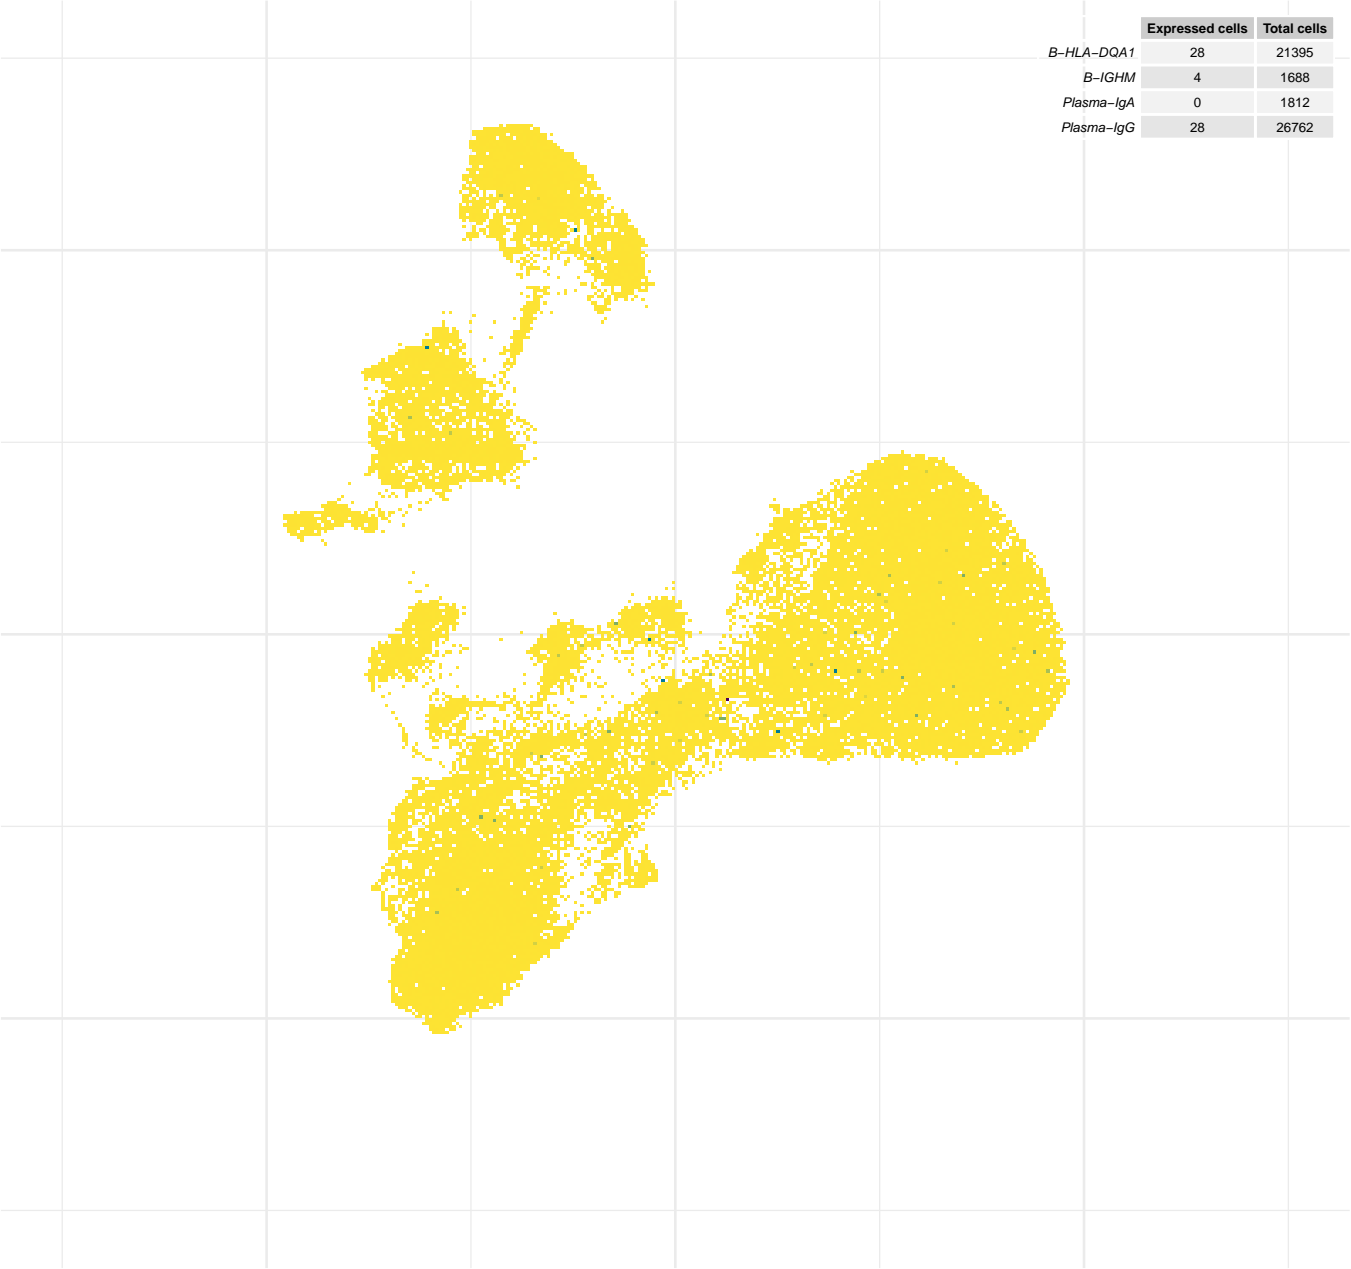 Expressed cells Total cells
B−HLA−DQA1 28 21395
B−IGHM 4 1688
Plasma−IgA 0 1812
Plasma−IgG 28 26762